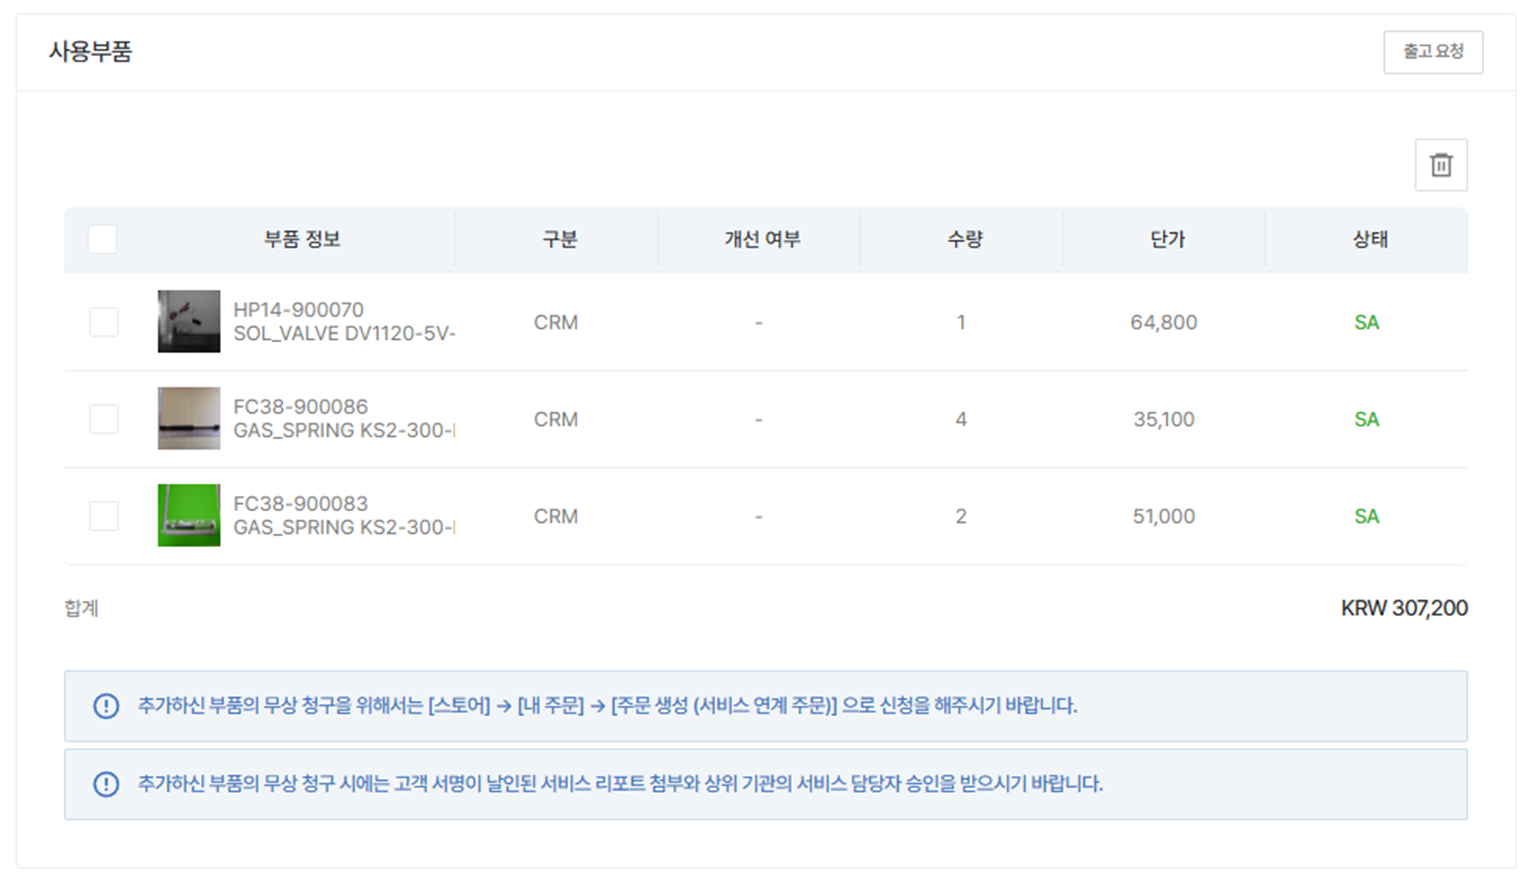 사용부품
출고 요청
부품 정보 구분 개선 여부 수량 단가 상태
HP14-900070
SOL_VALVE DV1120-5V-
CRM - 1 64,800 SA
FC38-900086
GAS_SPRING KS2-300-
CRM - 4 35,100 SA
FC38-900083
GAS_SPRING KS2-300-
CRM - 2 51,000 SA
합계 KRW 307,200
추가하신 부품의 무상 청구를 위해서는 [스토어] → [내 주문] → [주문 생성 (서비스 연계 주문)] 으로 신청을 해주시기 바랍니다.
추가하신 부품의 무상 청구 시에는 고객 서명이 날인된 서비스 리포트 첨부와 상위 기관의 서비스 담당자 승인을 받으시기 바랍니다.